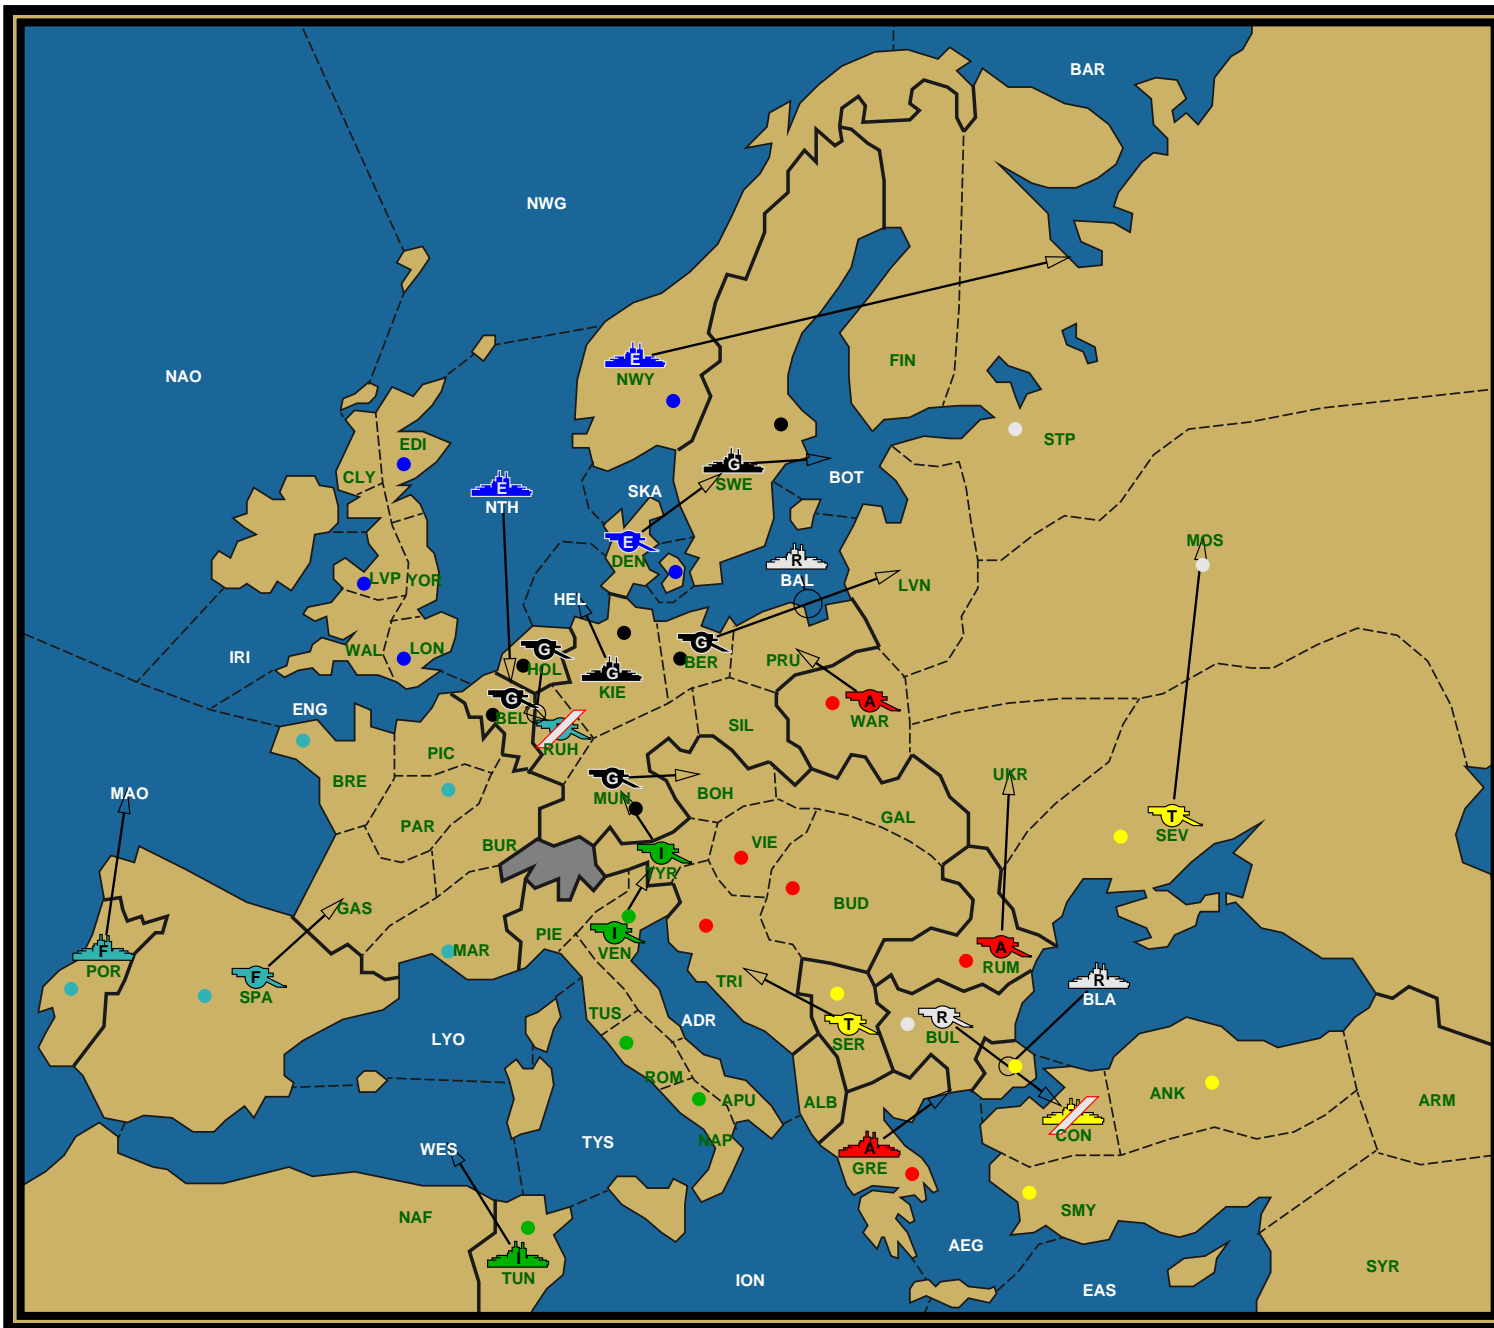 BAR
NWG
NAO
FIN
E
NWY
STP
EDI
CLY
G
SWE
BOT
E
NTH
SKA
MOS
E
DEN
R
BAL
LVN
LVP
YOR
HEL
IRI
WAL
LON
G
HOL
G
BER
PRU
G
KIE
G
BEL
A
WAR
ENG
RUH
SIL
PIC
BRE
G
MUN
BOH
UKR
MAO
PAR
GAL
T
SEV
BUR
VIE
I
TYR
BUD
GAS
PIE
I
VEN
F
POR
MAR
A
RUM
F
SPA
TRI
R
BLA
TUS
ADR
T
SER
R
BUL
LYO
ROM
APU
ALB
ANK
ARM
CON
NAP
WES
TYS
A
GRE
NAF
SMY
AEG
I
TUN
ION
SYR
EAS